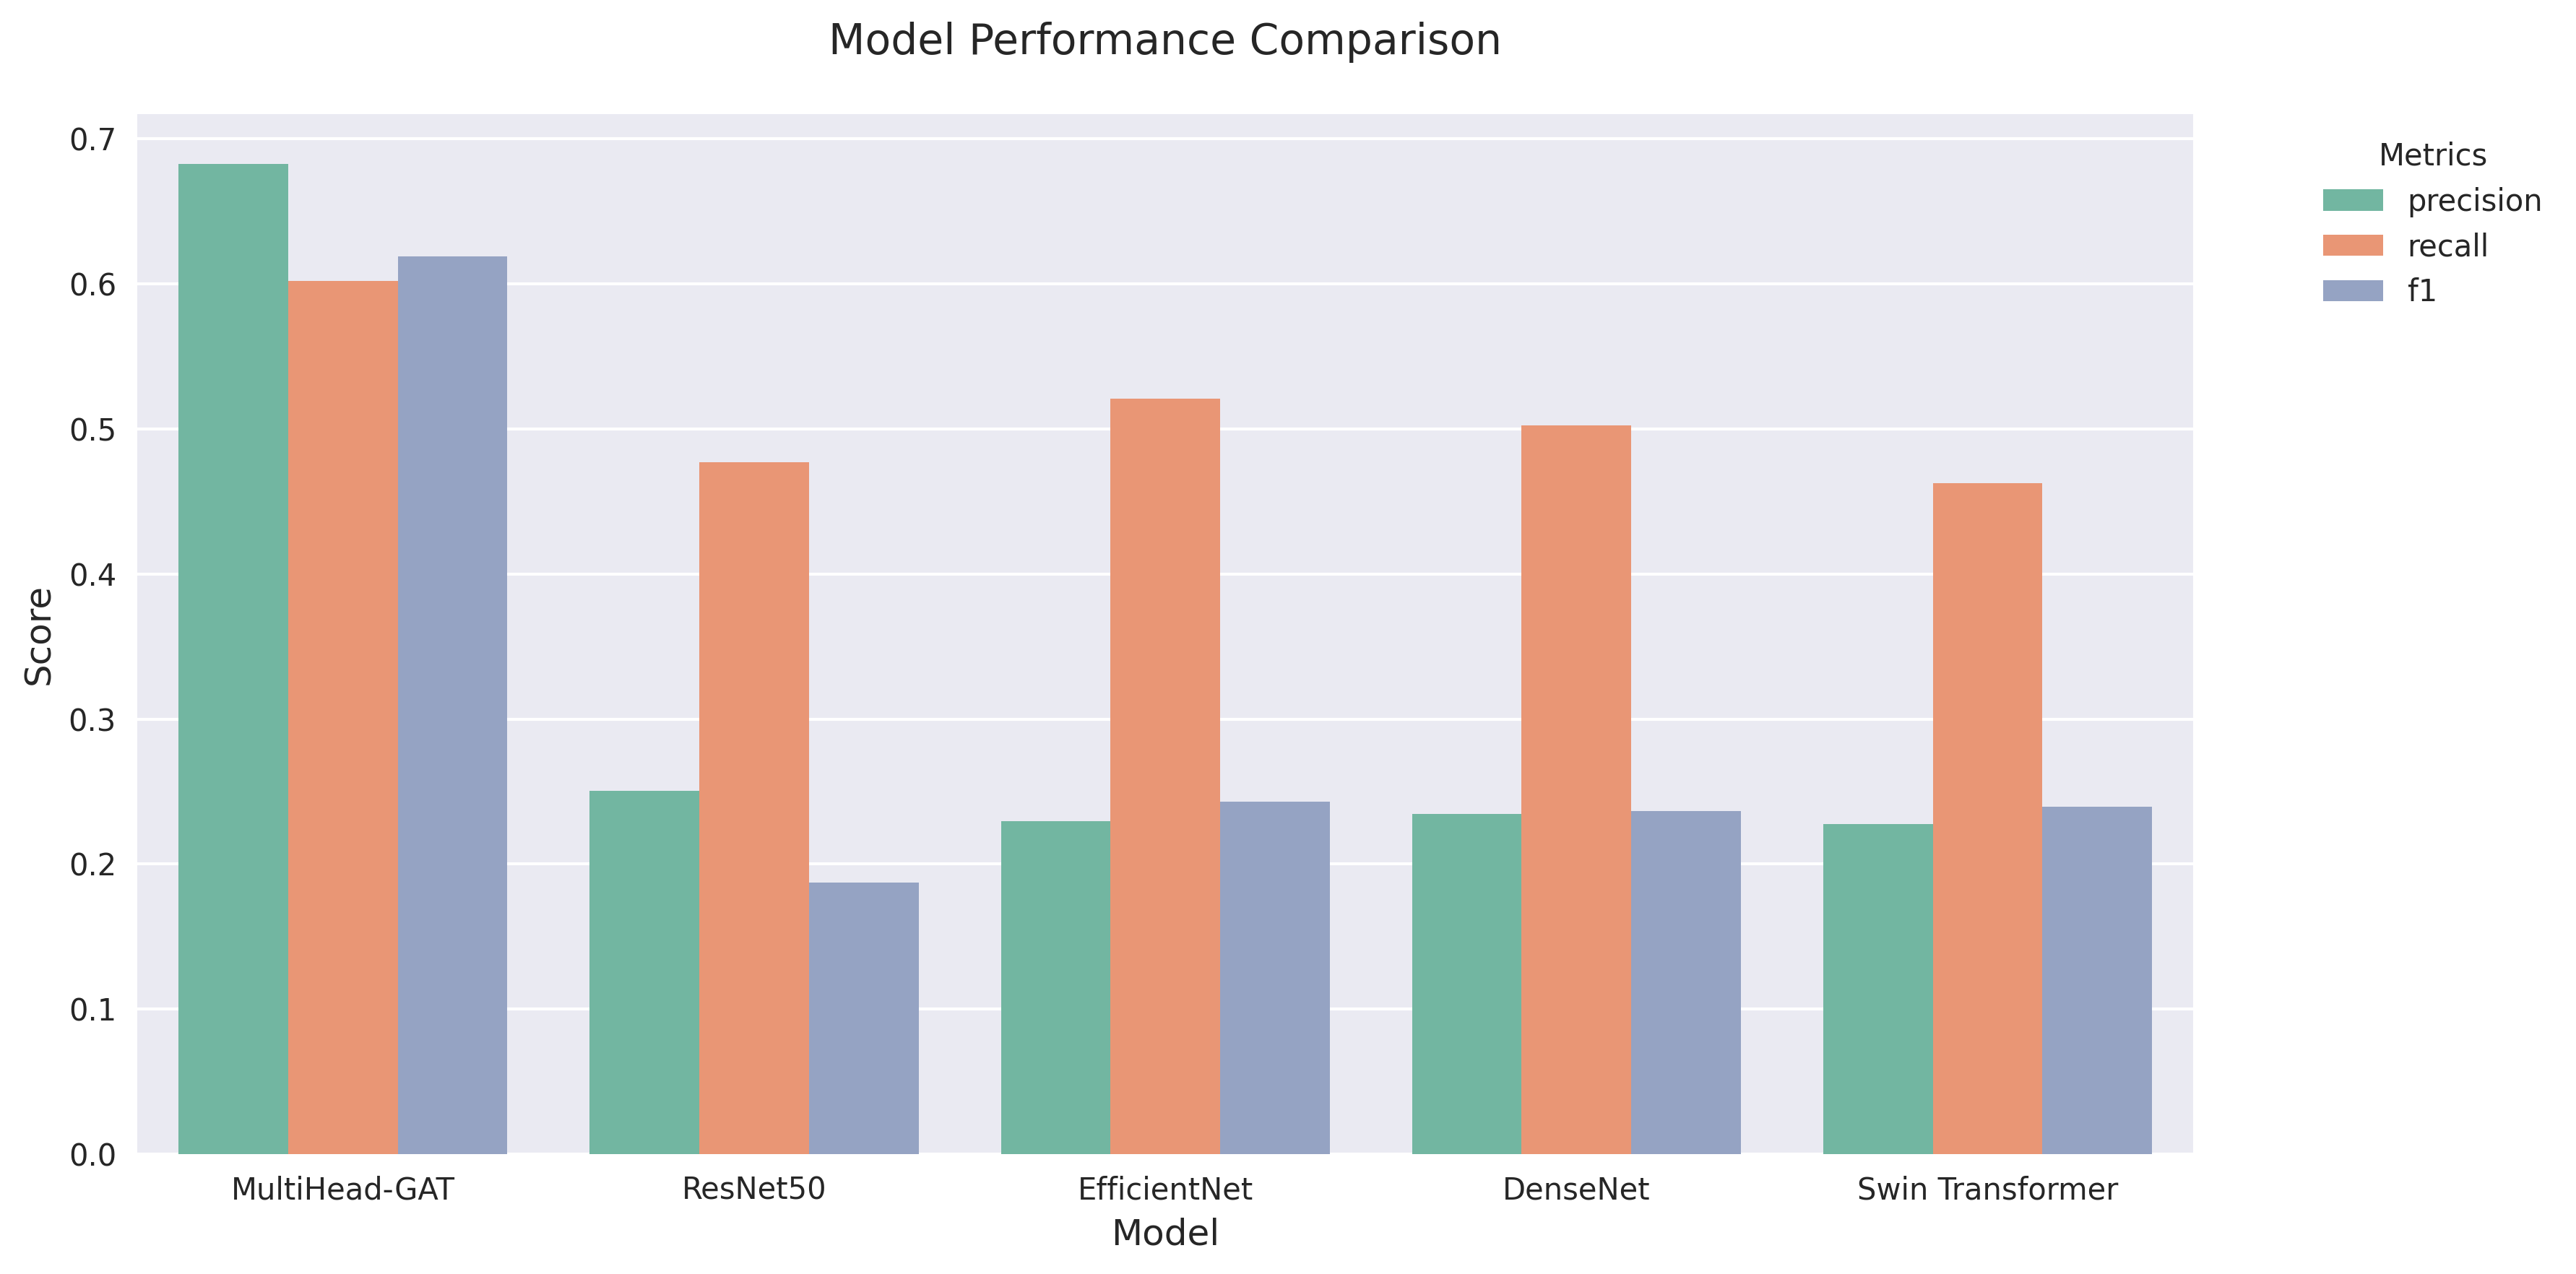 Model Performance Comparison
0.7
0.6
0.5
0.4
0.3
0.2
0.1
0.0
Score
MultiHead-GAT
ResNet50
EfficientNet
DenseNet
Swin Transformer
Model
Metrics
precision
recall
f1